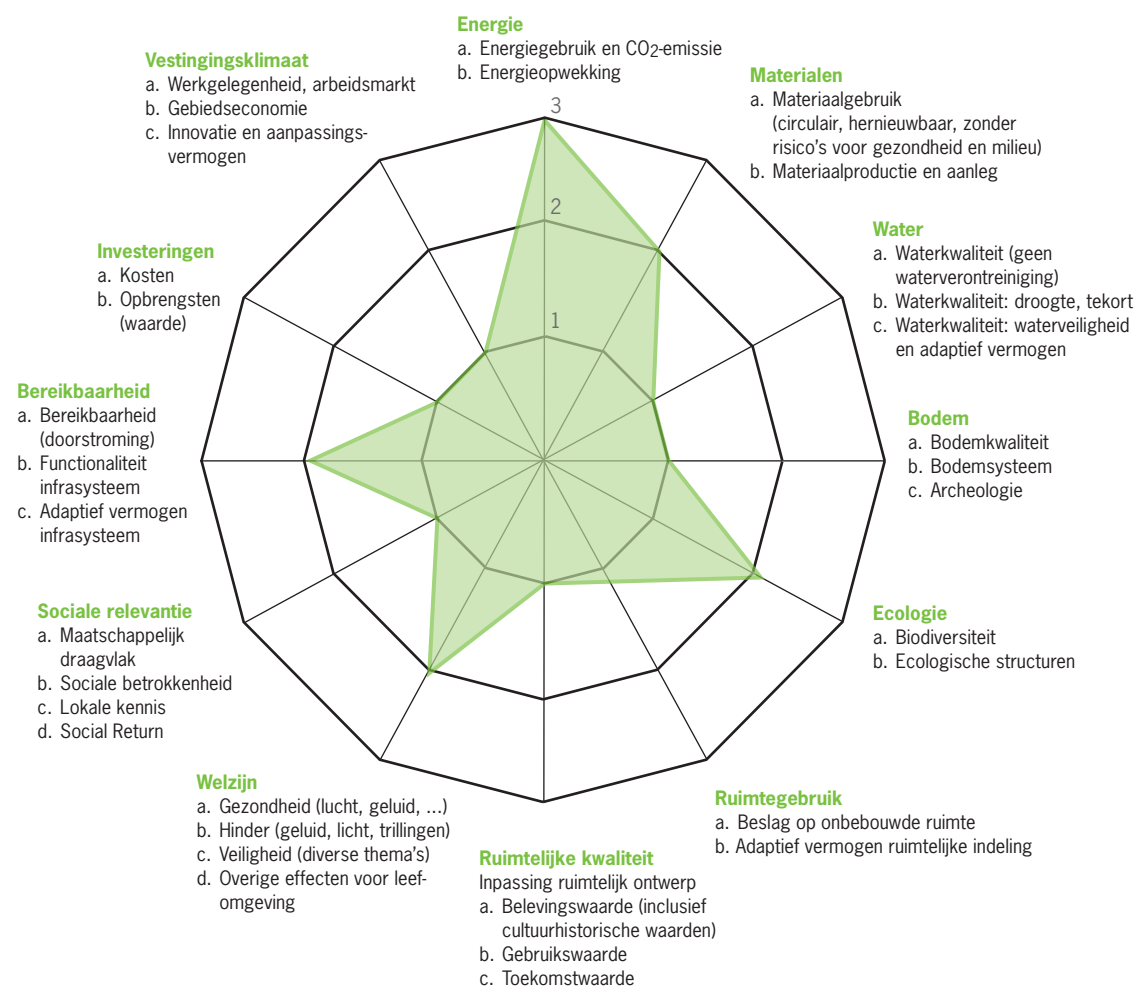 Energie
a. Energiegebruik en CO2-emissie
b. Energieopwekking
Materialen
a. Materiaalgebruik
(circulair, hernieuwbaar, zonder
risico's voor gezondheid en milieu)
b. Materiaalproductie en aanleg
Water
a. Waterkwaliteit (geen
waterverontreiniging)
b. Waterkwaliteit: droogte, tekort
c. Waterkwaliteit: waterveiligheid
en adaptief vermogen
Bodem
a. Bodemkwaliteit
b. Bodemsysteem
c. Archeologie
Ecologie
a. Biodiversiteit
b. Ecologische structuren
Ruimtegebruik
a. Beslag op onbebouwde ruimte
b. Adaptief vermogen ruimtelijke indeling
Ruimtelijke kwaliteit
Inpassing ruimtelijk ontwerp
a. Belevingswaarde (inclusief
cultuurhistorische waarden)
b. Gebruikswaarde
c. Toekomstwaarde
Welzijn
a. Gezondheid (lucht, geluid, ...)
b. Hinder (geluid, licht, trillingen)
c. Veiligheid (diverse thema's)
d. Overige effecten voor leef-
omgeving
Sociale relevantie
a. Maatschappelijk
draagvlak
b. Sociale betrokkenheid
c. Lokale kennis
d. Social Return
Bereikbaarheid
a. Bereikbaarheid
(doorstroming)
b. Functionaliteit
infrasysteem
c. Adaptief vermogen
infrasysteem
Investeringen
a. Kosten
b. Opbrengsten
(waarde)
Vestigingsklimaat
a. Werkgelegenheid, arbeidsmarkt
b. Gebiedseconomie
c. Innovatie en aanpassings-
vermogen
3
2
1